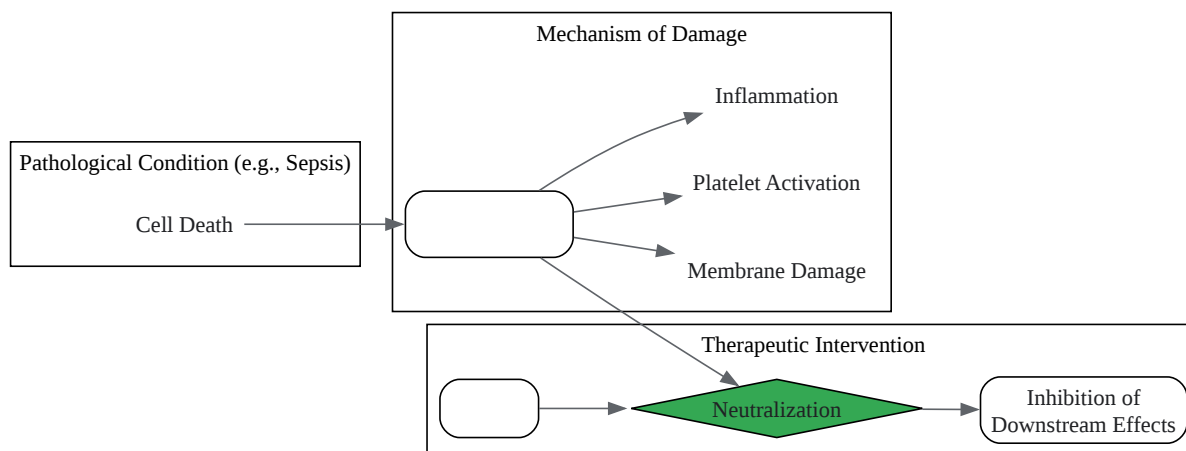 Mechanism of Damage
Inflammation
Pathological Condition (e.g., Sepsis)
Platelet Activation
Cell Death
Membrane Damage
Therapeutic Intervention
Neutralization
Inhibition of
Downstream Effects